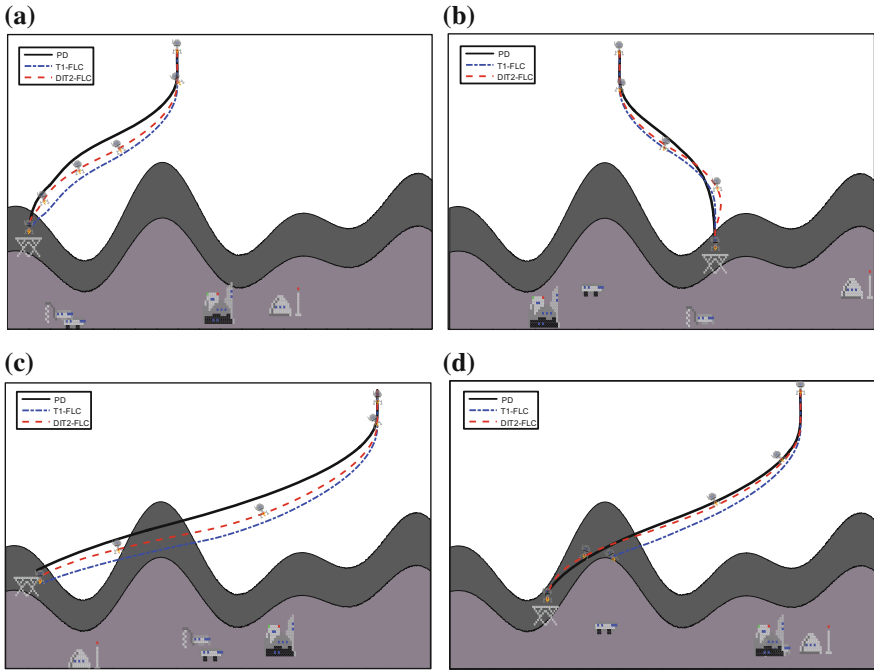 (a)
PD
T1-FLC
DIT2-FLC
(b)
PD
T1-FLC
DIT2-FLC
(c)
PD
T1-FLC
DIT2-FLC
(d)
PD
T1-FLC
DIT2-FLC